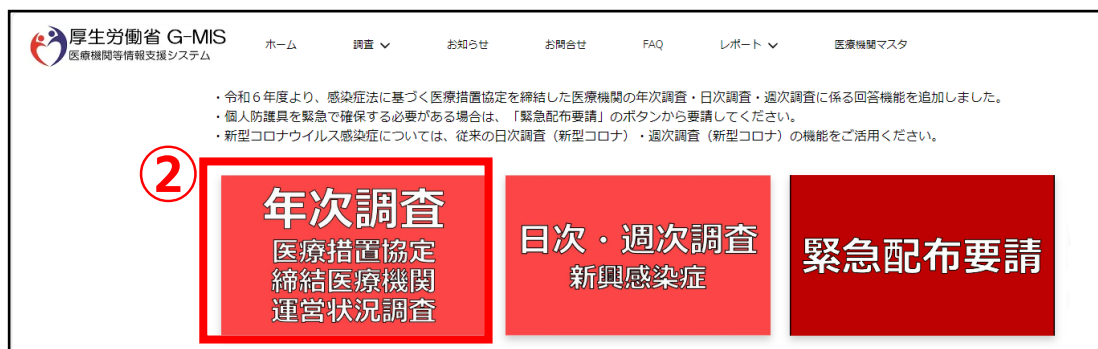 厚生労働省 G-MIS
医療機関等情報支援システム
ホーム 調査 お知らせ お問合せ FAQ レポート 医療機関マスタ
・令和6年度より、感染症法に基づく医療措置協定を締結した医療機関の年次調査・日次調査・週次調査に係る回答機能を追加しました。
・個人防護具を緊急で確保する必要がある場合は、「緊急配布要請」のボタンから要請してください。
・新型コロナウイルス感染症については、従来の日次調査（新型コロナ）・週次調査（新型コロナ）の機能をご活用ください。
②
年次調査
医療措置協定
締結医療機関
運営状況調査
日次・週次調査
新興感染症
緊急配布要請